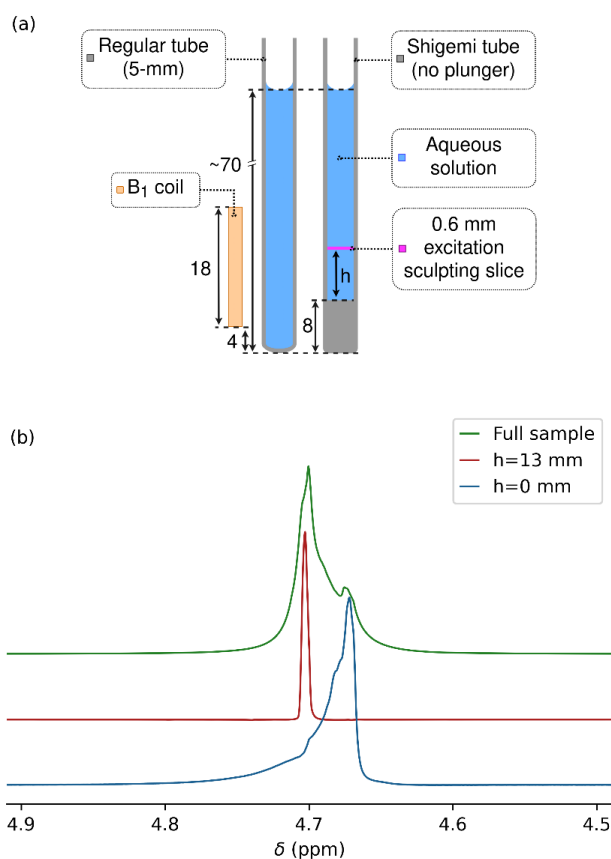 (a)
Regular tube
(5-mm)
Shigemi tube
(no plunger)
~70
Aqueous
solution
B₁ coil
0.6 mm
excitation
sculpting slice
18
h
8
4
(b)
Full sample
h=13 mm
h=0 mm
4.9
4.8
4.7
4.6
4.5
δ (ppm)